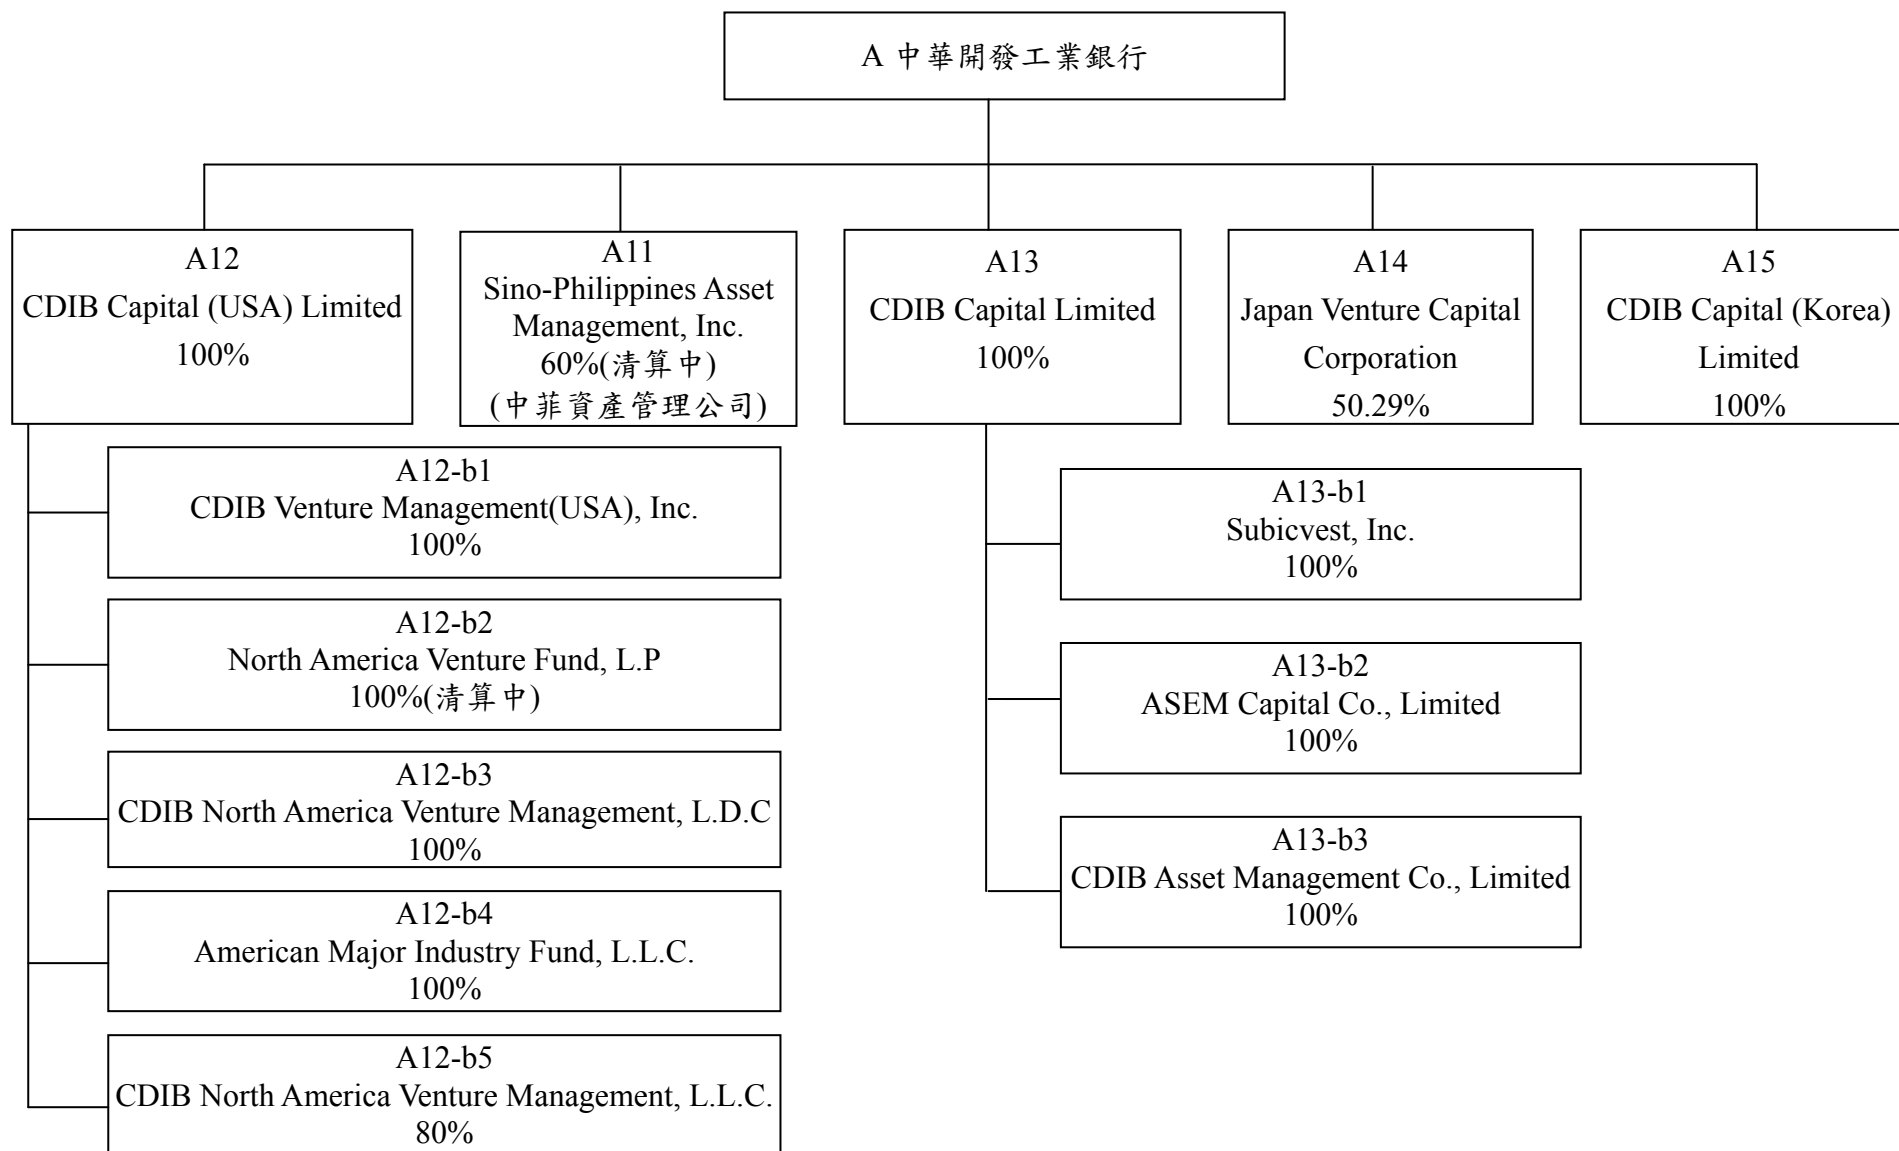 A 中華開發工業銀行
A12
CDIB Capital (USA) Limited
100%
A11
Sino-Philippines Asset
Management, Inc.
60%(清算中)
(中菲資產管理公司)
A13
CDIB Capital Limited
100%
A14
Japan Venture Capital
Corporation
50.29%
A15
CDIB Capital (Korea)
Limited
100%
A12-b1
CDIB Venture Management(USA), Inc.
100%
A12-b2
North America Venture Fund, L.P
100%(清算中)
A12-b3
CDIB North America Venture Management, L.D.C
100%
A12-b4
American Major Industry Fund, L.L.C.
100%
A12-b5
CDIB North America Venture Management, L.L.C.
80%
A13-b1
Subicvest, Inc.
100%
A13-b2
ASEM Capital Co., Limited
100%
A13-b3
CDIB Asset Management Co., Limited
100%